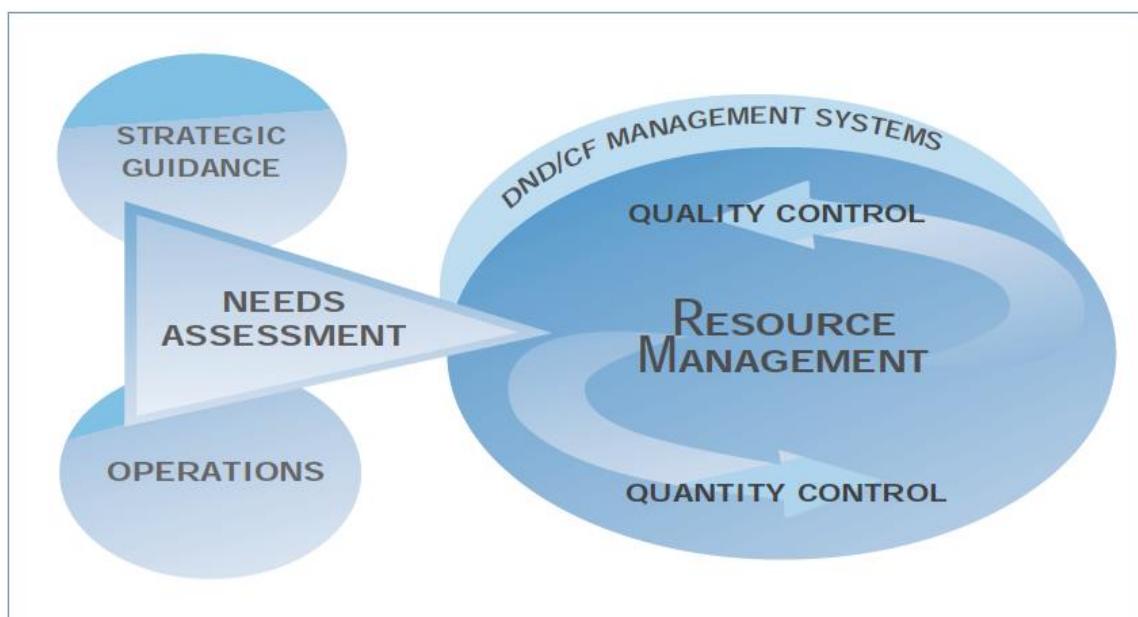 STRATEGIC
GUIDANCE
NEEDS
ASSESSMENT
OPERATIONS
DND/CF MANAGEMENT SYSTEMS
QUALITY CONTROL
RESOURCE
MANAGEMENT
QUANTITY CONTROL